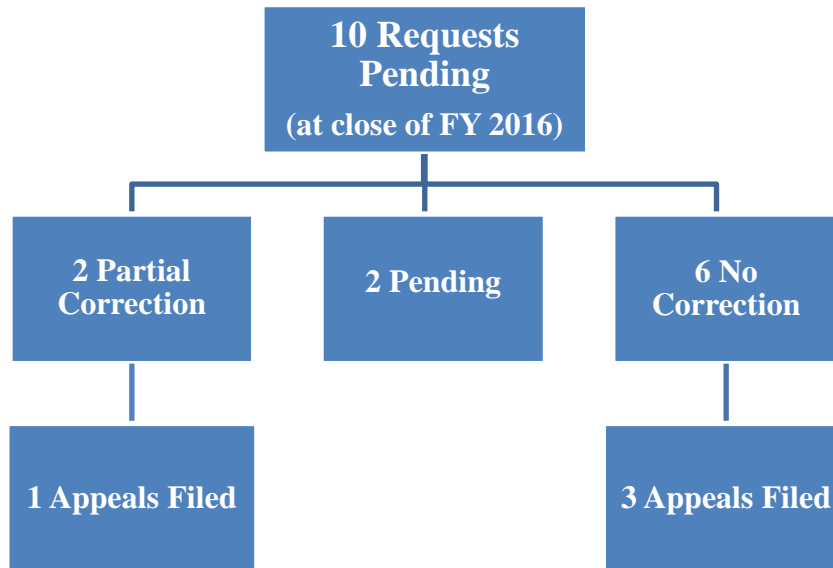 10 Requests
Pending
(at close of FY 2016)
2 Partial
Correction
2 Pending
6 No
Correction
1 Appeals Filed
3 Appeals Filed